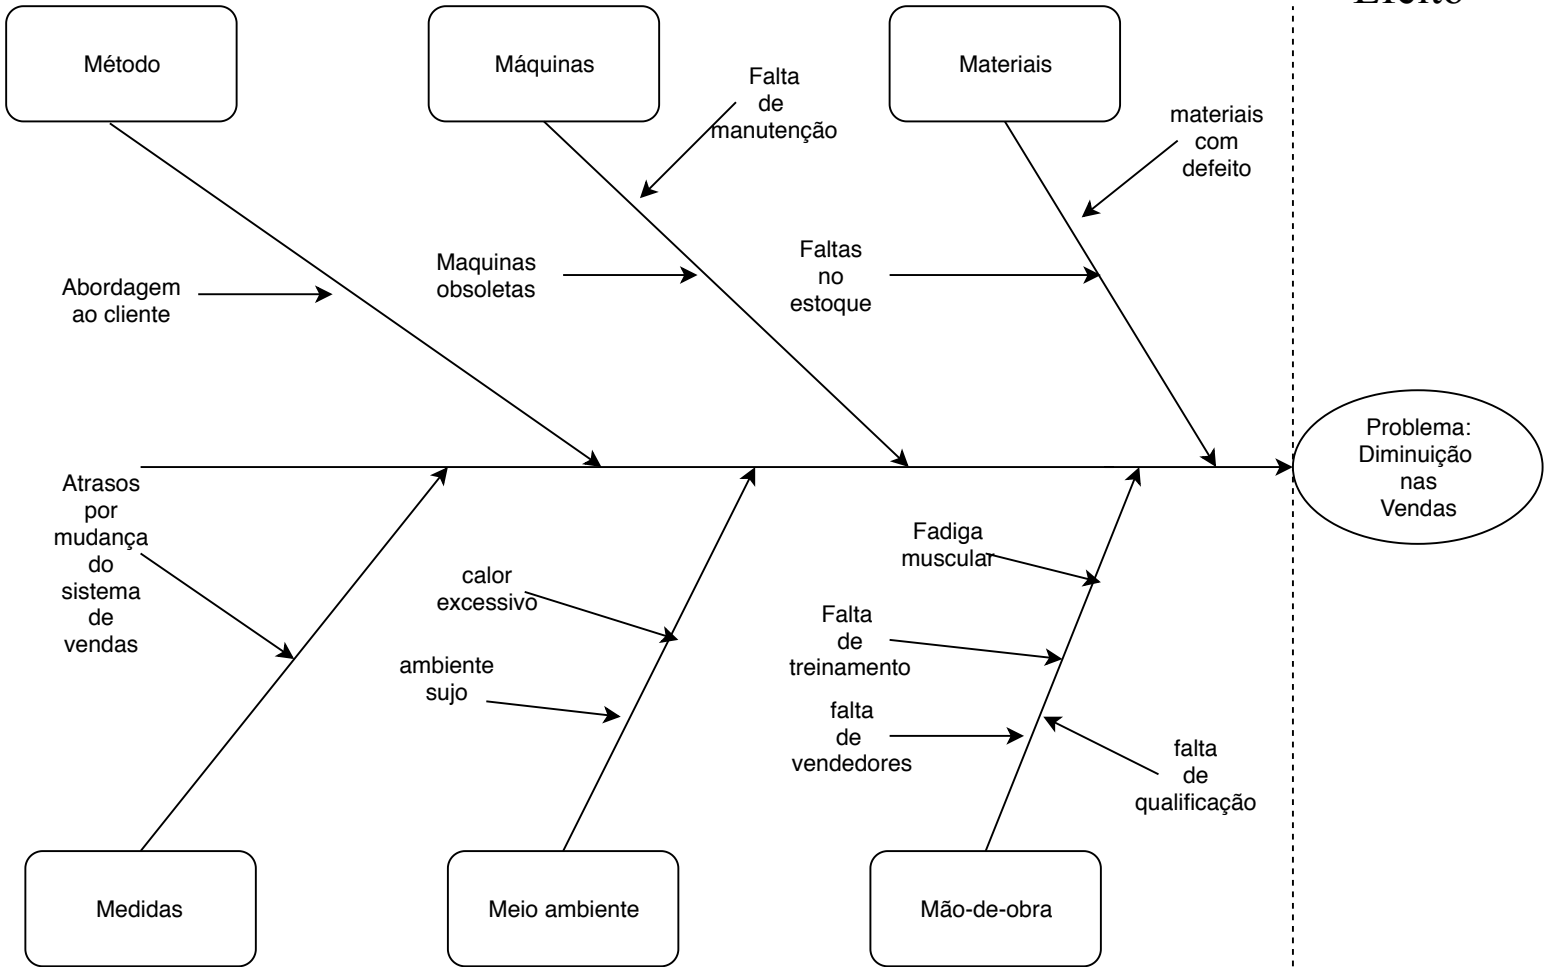 Efeito
Método
Máquinas
Materiais
Falta
de
manutenção
materiais
com
defeito
Abordagem
ao cliente
Maquinas
obsoletas
Faltas
no
estoque
Problema:
Diminuição
nas
Vendas
Atrasos
por
mudança
do
sistema
de
vendas
calor
excessivo
ambiente
sujo
Fadiga
muscular
Falta
de
treinamento
falta
de
vendedores
falta
de
qualificação
Medidas
Meio ambiente
Mão-de-obra